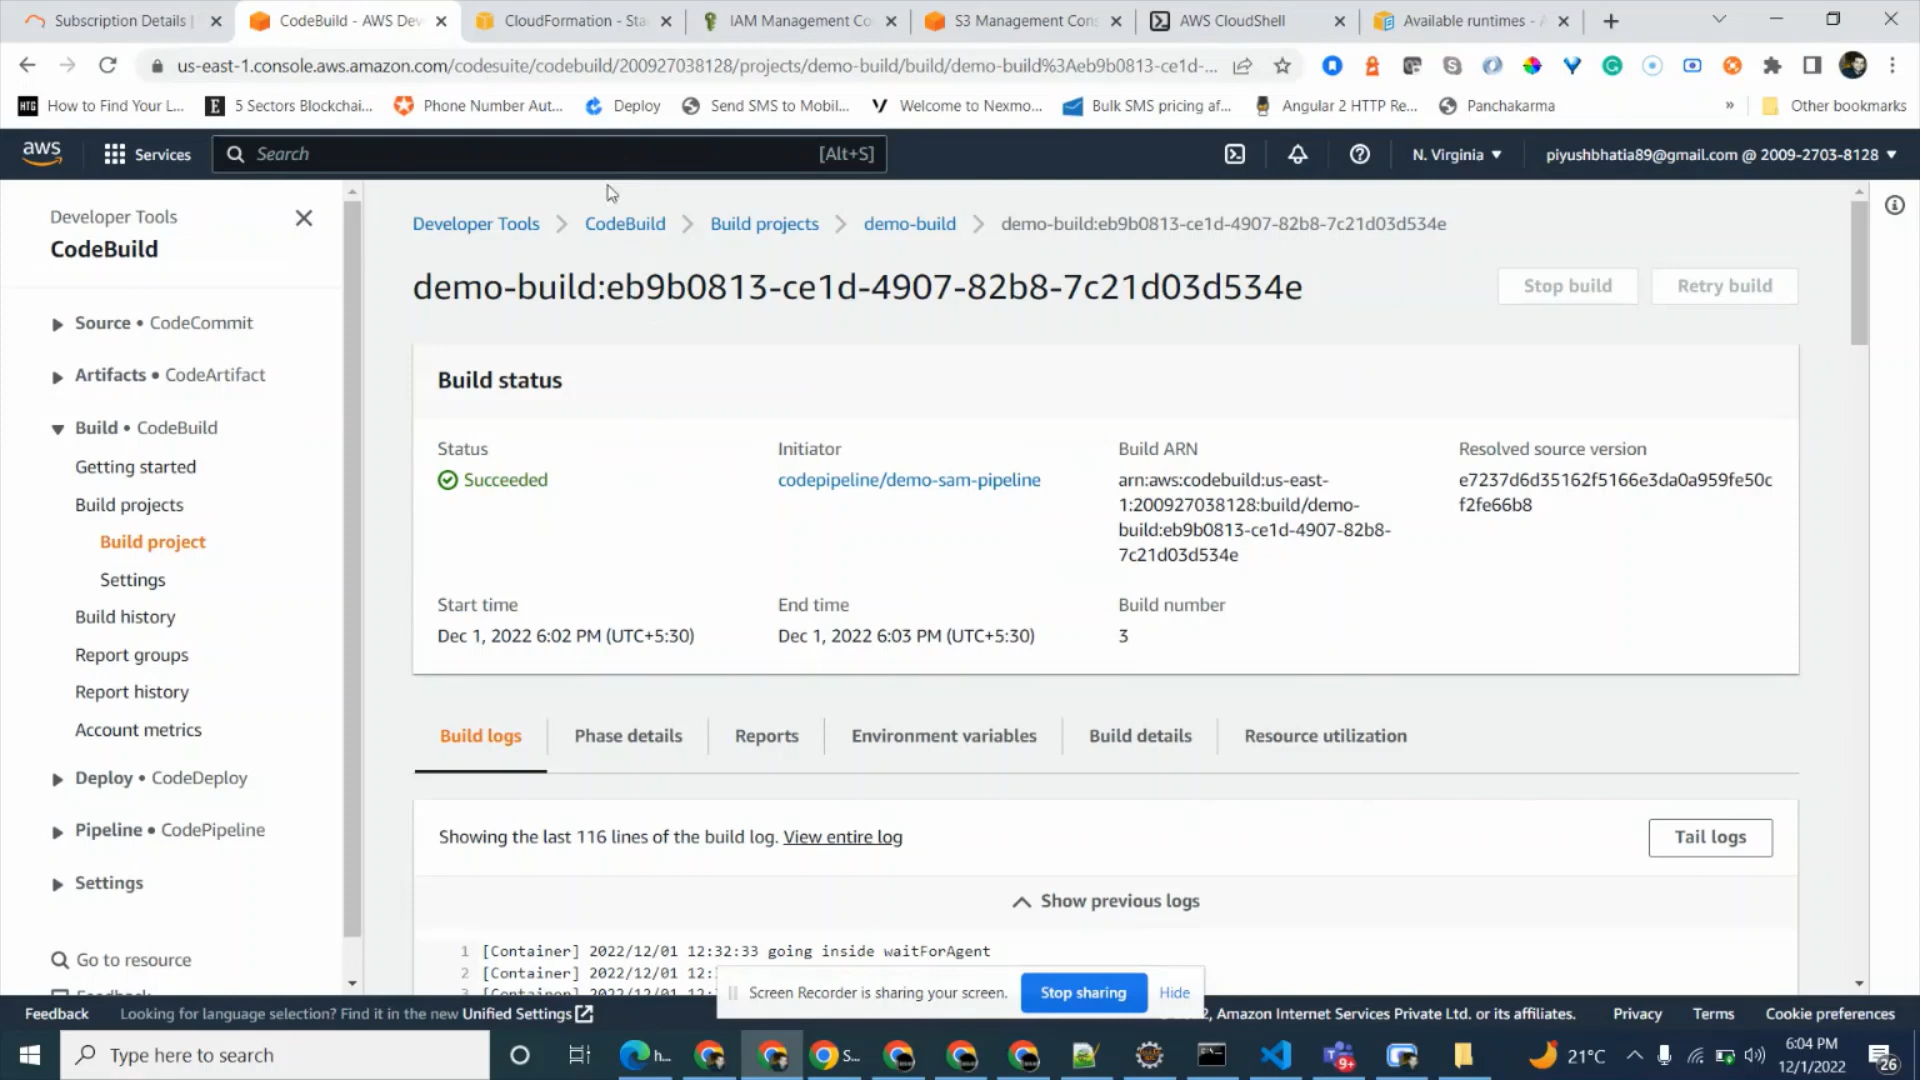 Subscription Details |
CodeBuild - AWS Dev
CloudFormation - Sta
IAM Management Co
S3 Management Cons
AWS CloudShell
Available runtimes - A
us-east-1.console.aws.amazon.com/codesuite/codebuild/200927038128/projects/demo-build/build/demo-build%3Aeb9b0813-ce1d-...
How to Find Your L...
5 Sectors Blockchai...
Phone Number Aut...
Deploy
Send SMS to Mobil...
Welcome to Nexmo...
Bulk SMS pricing af...
Angular 2 HTTP Re...
Panchakarma
»
Other bookmarks
aws
Services
Search
[Alt+S]
N. Virginia
piyushbhatia89@gmail.com @ 2009-2703-8128
Developer Tools
CodeBuild
Source • CodeCommit
Artifacts • CodeArtifact
Build • CodeBuild
Getting started
Build projects
Build project
Settings
Build history
Report groups
Report history
Account metrics
Deploy • CodeDeploy
Pipeline • CodePipeline
Settings
Go to resource
Feedback
Developer Tools
CodeBuild
Build projects
demo-build
demo-build:eb9b0813-ce1d-4907-82b8-7c21d03d534e
demo-build:eb9b0813-ce1d-4907-82b8-7c21d03d534e
Stop build
Retry build
Build status
Status
Succeeded
Initiator
codepipeline/demo-sam-pipeline
Build ARN
arn:aws:codebuild:us-east-
1:200927038128:build/demo-
build:eb9b0813-ce1d-4907-82b8-
7c21d03d534e
Resolved source version
e7237d6d35162f5166e3da0a959fe50c
f2fe66b8
Start time
Dec 1, 2022 6:02 PM (UTC+5:30)
End time
Dec 1, 2022 6:03 PM (UTC+5:30)
Build number
3
Build logs
Phase details
Reports
Environment variables
Build details
Resource utilization
Showing the last 116 lines of the build log. View entire log
Tail logs
Show previous logs
1 [Container] 2022/12/01 12:32:33 going inside waitForAgent
2 [Container] 2022/12/01 12:
3 [Container] 2022/12/01 12:
Screen Recorder is sharing your screen.
Stop sharing
Hide
Feedback
Looking for language selection? Find it in the new Unified Settings
2, Amazon Internet Services Private Ltd. or its affiliates.
Privacy
Terms
Cookie preferences
Type here to search
h...
S...
9+
21°C
6:04 PM
12/1/2022
26